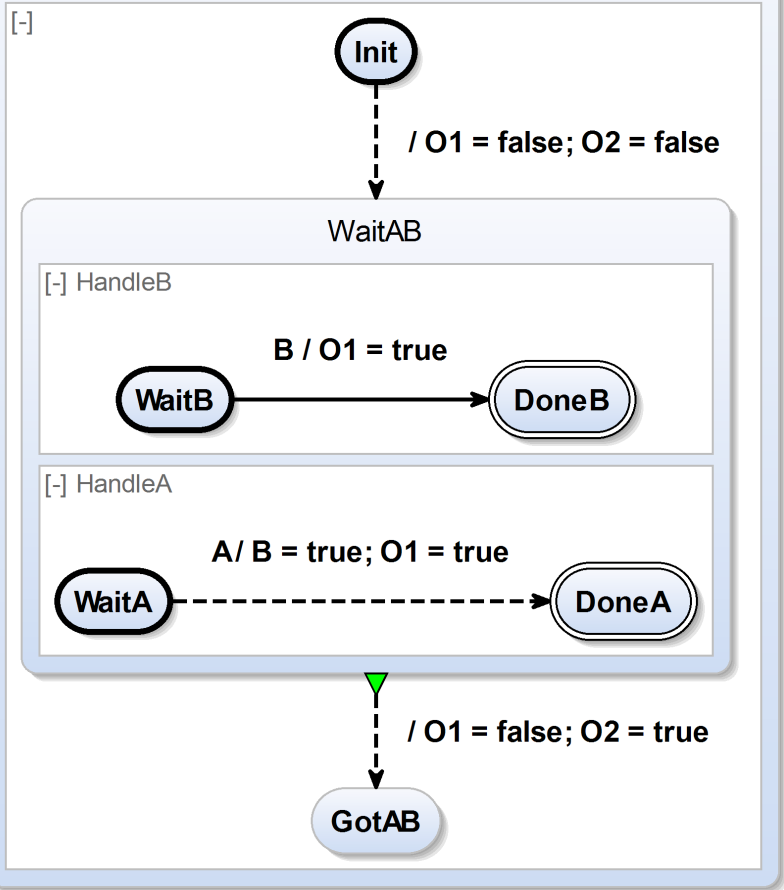 [-]
Init
/ O1 = false; O2 = false
WaitAB
[-] HandleB
B / O1 = true
WaitB
DoneB
[-] HandleA
A/ B = true; O1 = true
WaitA
DoneA
/ O1 = false; O2 = true
GotAB